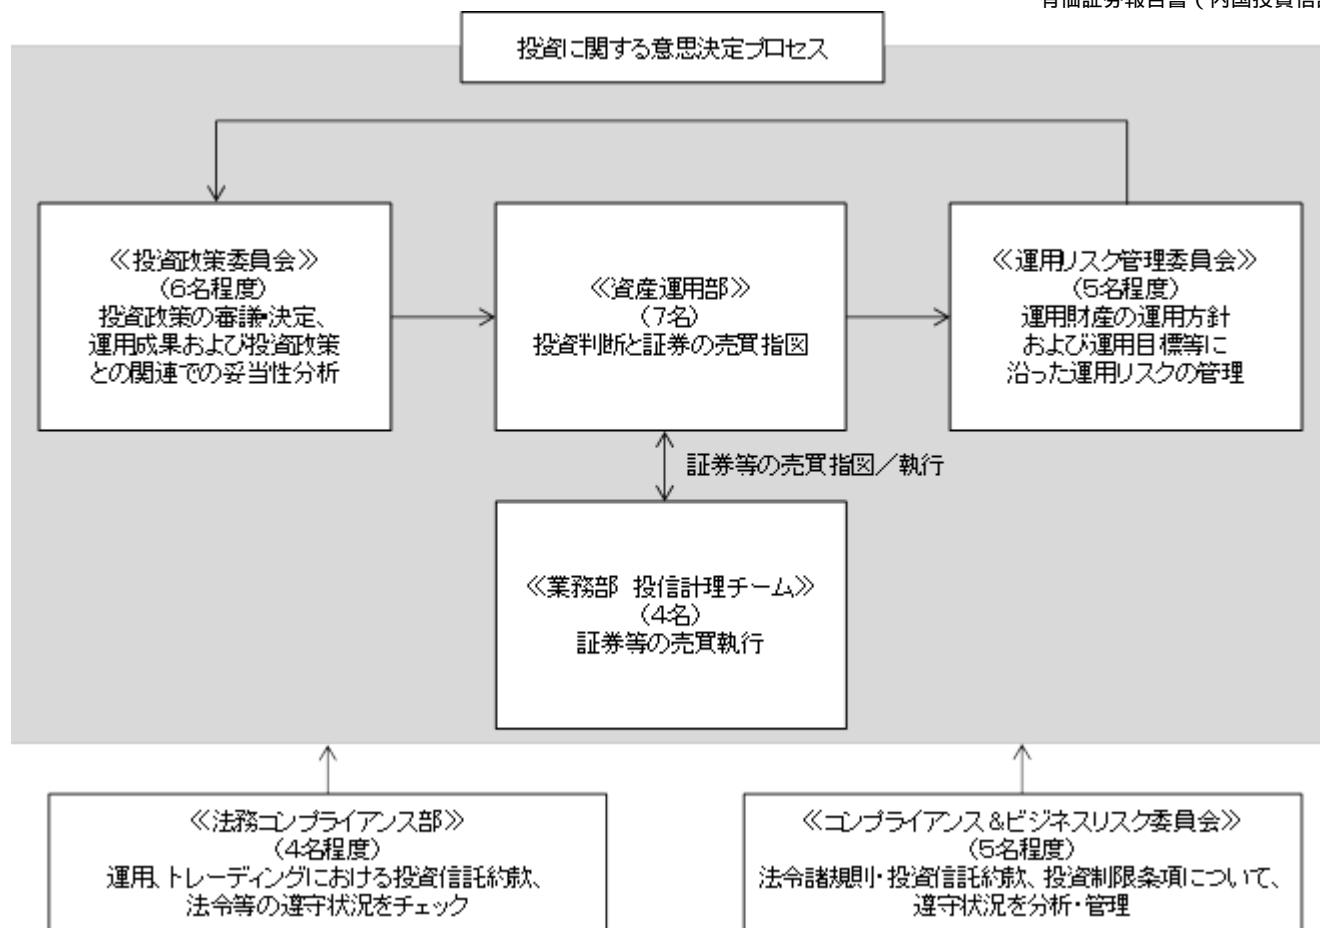 投資に関する意思決定プロセス
≪投資政策委員会≫
(6名程度)
投資政策の審議・決定、
運用成果および投資政策
との関連での妥当性分析
≪資産運用部≫
(7名)
投資判断と証券の売買指図
≪運用リスク管理委員会≫
(5名程度)
運用財産の運用方針
および運用目標等に
沿った運用リスクの管理
証券等の売買指図／執行
≪業務部 投信計理チーム≫
(4名)
証券等の売買執行
≪法務コンプライアンス部≫
(4名程度)
運用、トレーディングにおける投資信託約款、
法令等の遵守状況をチェック
≪コンプライアンス＆ビジネスリスク委員会≫
(5名程度)
法令諸規則・投資信託約款、投資制限条項について、
遵守状況を分析・管理